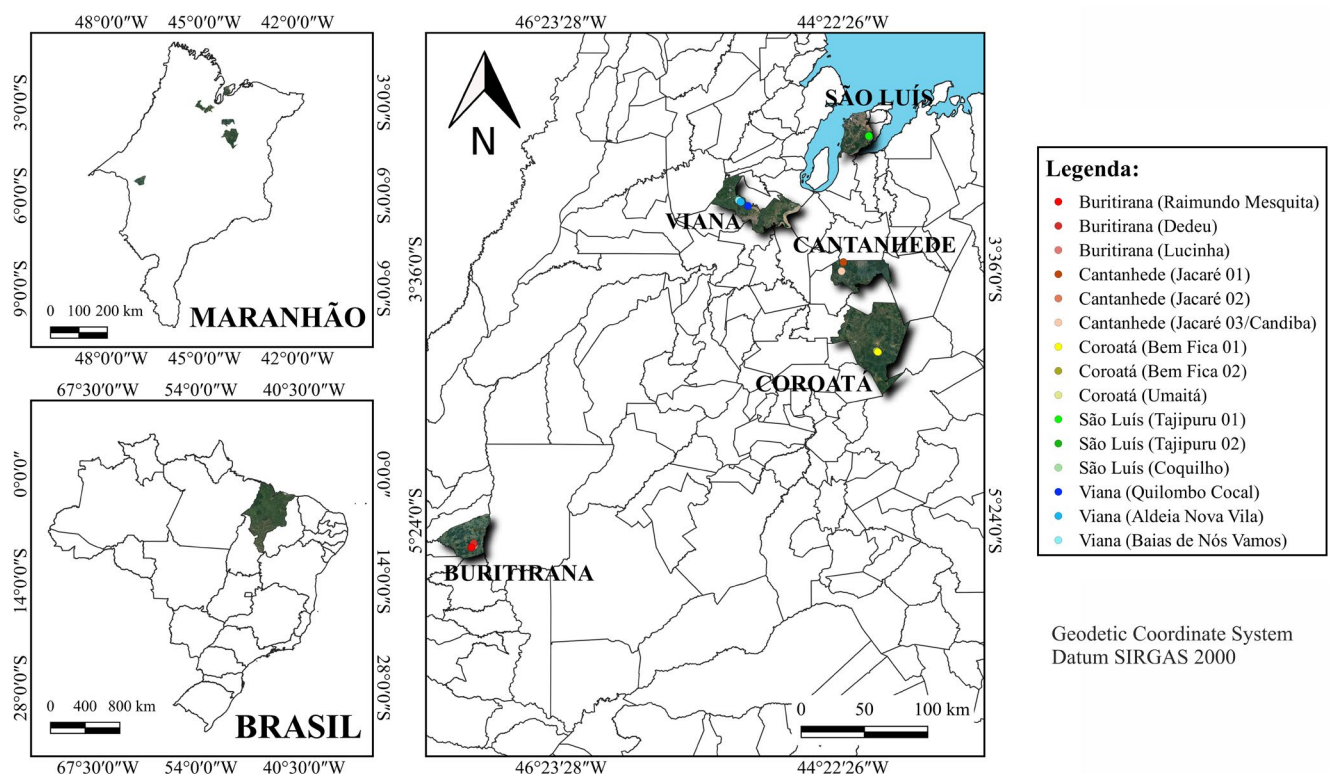 48°0′0″W 45°0′0″W 42°0′0″W
3°0′0″S
6°0′0″S
9°0′0″S
3°0′0″S
6°0′0″S
9°0′0″S
0 100 200 km
MARANHÃO
48°0′0″W 45°0′0″W 42°0′0″W
67°30′0″W 54°0′0″W 40°30′0″W
0°0′0″
14°0′0″S
28°0′0″S
0°0′0″
14°0′0″S
28°0′0″S
0 400 800 km
BRASIL
67°30′0″W 54°0′0″W 40°30′0″W
46°23′28″W 44°22′26″W
N
SÃO LUÍS
VIANA
CANTANHEDE
3°36′0″S
3°36′0″S
COROATÁ
5°24′0″S
5°24′0″S
BURITIRANA
0 50 100 km
46°23′28″W 44°22′26″W
Legenda:
Buritirana (Raimundo Mesquita)
Buritirana (Dedeu)
Buritirana (Lucinha)
Cantanhede (Jacaré 01)
Cantanhede (Jacaré 02)
Cantanhede (Jacaré 03/Candiba)
Coroatá (Bem Fica 01)
Coroatá (Bem Fica 02)
Coroatá (Umaitá)
São Luís (Tajipuru 01)
São Luís (Tajipuru 02)
São Luís (Coquilho)
Viana (Quilombo Cocal)
Viana (Aldeia Nova Vila)
Viana (Baias de Nós Vamos)
Geodetic Coordinate System
Datum SIRGAS 2000